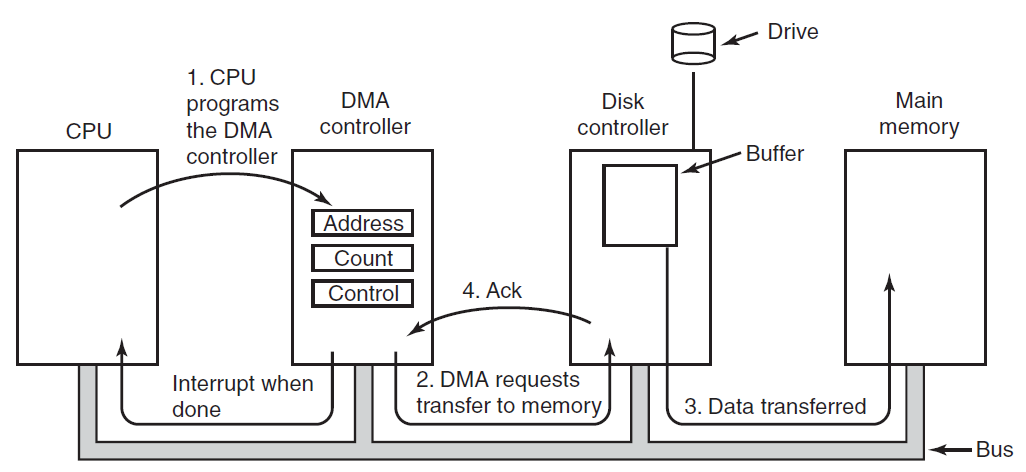 Drive
1. CPU
programs
the DMA
controller
CPU
DMA
controller
Disk
controller
Main
memory
Buffer
Address
Count
Control
4. Ack
Interrupt when
done
2. DMA requests
transfer to memory
3. Data transferred
Bus